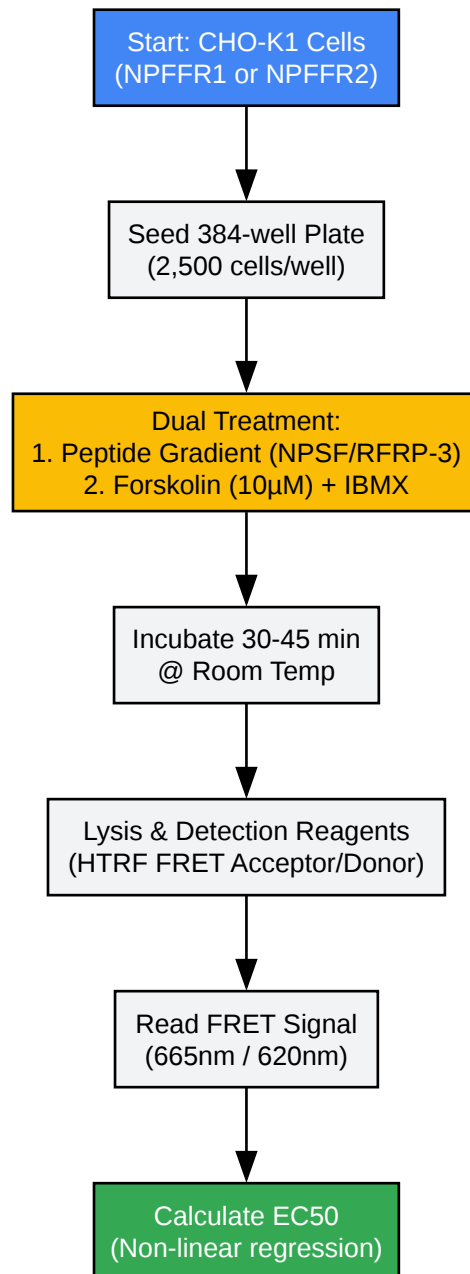 Start: CHO-K1 Cells
(NPFFR1 or NPFFR2)
Seed 384-well Plate
(2,500 cells/well)
Dual Treatment:
1. Peptide Gradient (NPSF/RFRP-3)
2. Forskolin (10µM) + IBMX
Incubate 30-45 min
@ Room Temp
Lysis & Detection Reagents
(HTRF FRET Acceptor/Donor)
Read FRET Signal
(665nm / 620nm)
Calculate EC50
(Non-linear regression)